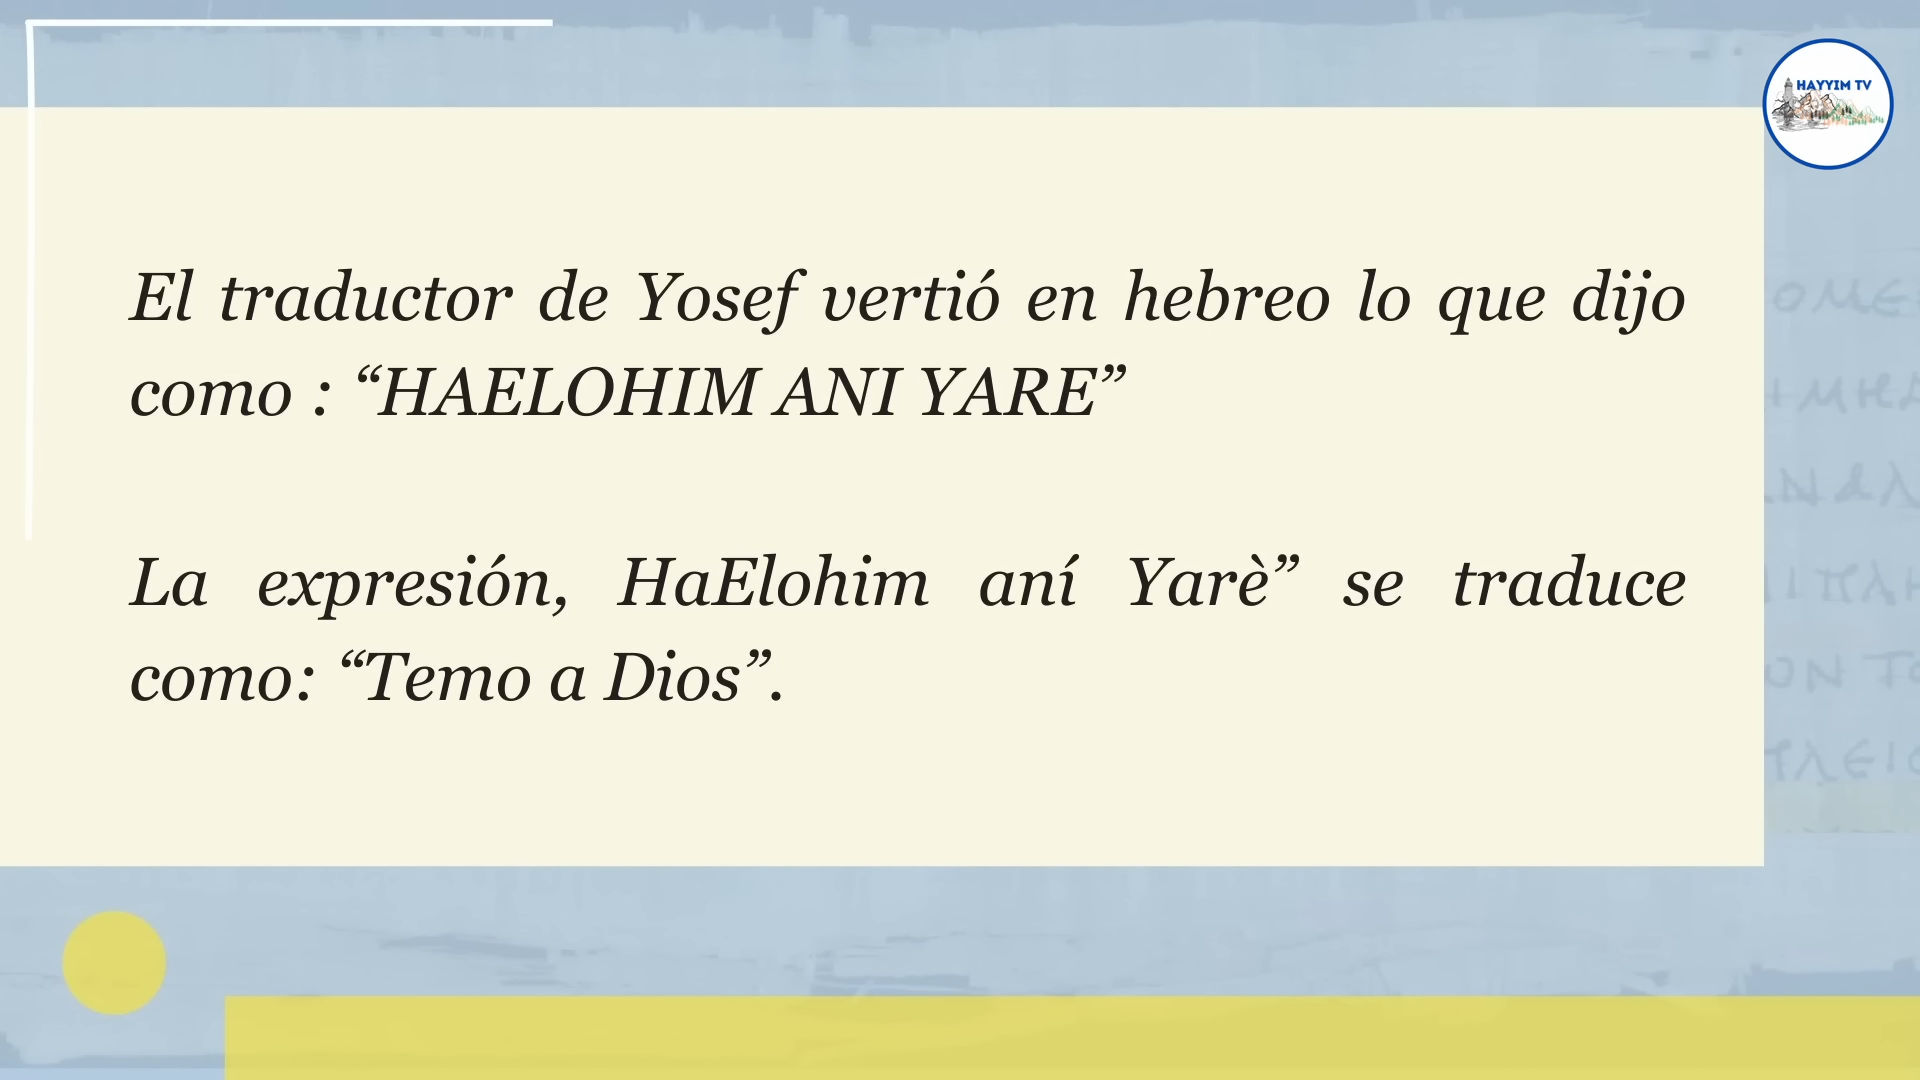 HAYYIM TV
El traductor de Yosef vertió en hebreo lo que dijo
como : “HAELOHIM ANI YARE”
La expresión, HaElohim aní Yarè” se traduce
como: “Temo a Dios”.